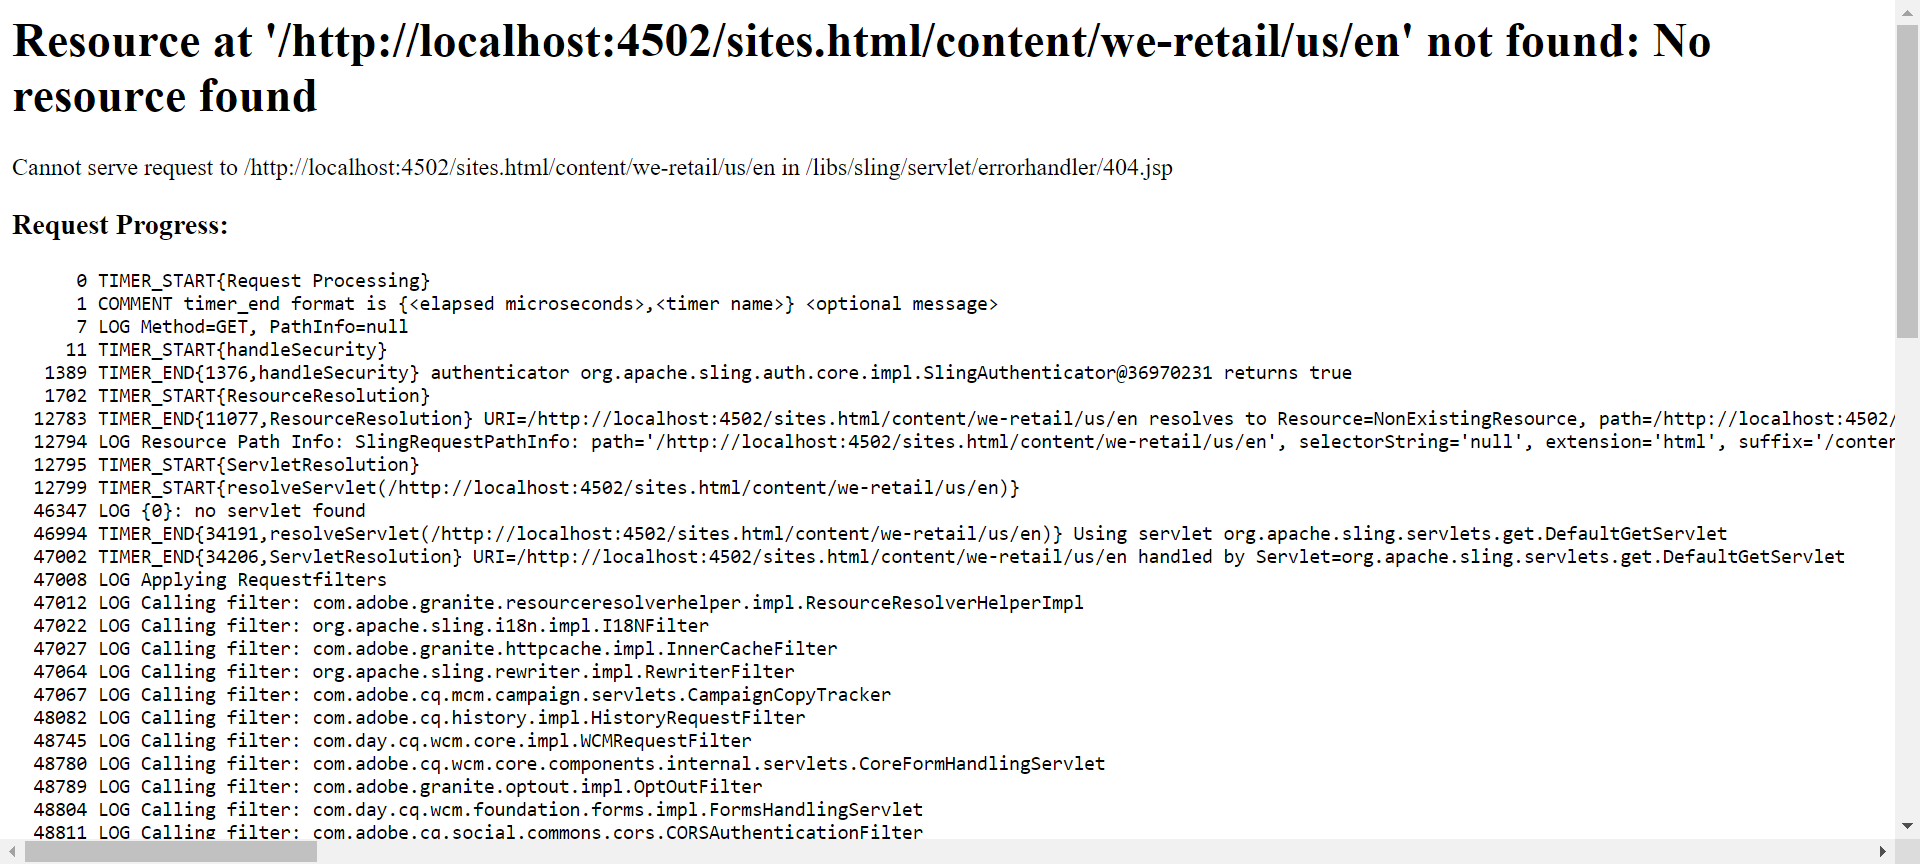 Resource at '/http://localhost:4502/sites.html/content/we-retail/us/en' not found: No
resource found
Cannot serve request to /http://localhost:4502/sites.html/content/we-retail/us/en in /libs/sling/servlet/errorhandler/404.jsp
Request Progress:
0 TIMER_START{Request Processing}
1 COMMENT timer_end format is {<elapsed microseconds>,<timer name>} <optional message>
7 LOG Method=GET, PathInfo=null
11 TIMER_START{handleSecurity}
1389 TIMER_END{1376,handleSecurity} authenticator org.apache.sling.auth.core.impl.SlingAuthenticator@36970231 returns true
1702 TIMER_START{ResourceResolution}
12783 TIMER_END{11077,ResourceResolution} URI=/http://localhost:4502/sites.html/content/we-retail/us/en resolves to Resource=NonExistingResource, path=/http://localhost:4502/
12794 LOG Resource Path Info: SlingRequestPathInfo: path='/http://localhost:4502/sites.html/content/we-retail/us/en', selectorString='null', extension='html', suffix='/conten
12795 TIMER_START{ServletResolution}
12799 TIMER_START{resolveServlet(/http://localhost:4502/sites.html/content/we-retail/us/en)}
46347 LOG {0}: no servlet found
46994 TIMER_END{34191,resolveServlet(/http://localhost:4502/sites.html/content/we-retail/us/en)} Using servlet org.apache.sling.servlets.get.DefaultGetServlet
47002 TIMER_END{34206,ServletResolution} URI=/http://localhost:4502/sites.html/content/we-retail/us/en handled by Servlet=org.apache.sling.servlets.get.DefaultGetServlet
47008 LOG Applying Requestfilters
47012 LOG Calling filter: com.adobe.granite.resourceresolverhelper.impl.ResourceResolverHelperImpl
47022 LOG Calling filter: org.apache.sling.i18n.impl.I18NFilter
47027 LOG Calling filter: com.adobe.granite.httpcache.impl.InnerCacheFilter
47064 LOG Calling filter: org.apache.sling.rewriter.impl.RewriterFilter
47067 LOG Calling filter: com.adobe.cq.mcm.campaign.servlets.CampaignCopyTracker
48082 LOG Calling filter: com.adobe.cq.history.impl.HistoryRequestFilter
48745 LOG Calling filter: com.day.cq.wcm.core.impl.WCMRequestFilter
48780 LOG Calling filter: com.adobe.cq.wcm.core.components.internal.servlets.CoreFormHandlingServlet
48789 LOG Calling filter: com.adobe.granite.optout.impl.OptOutFilter
48804 LOG Calling filter: com.day.cq.wcm.foundation.forms.impl.FormsHandlingServlet
48811 LOG Calling filter: com.adobe.cq.social.commons.cors.CORSAuthenticationFilter